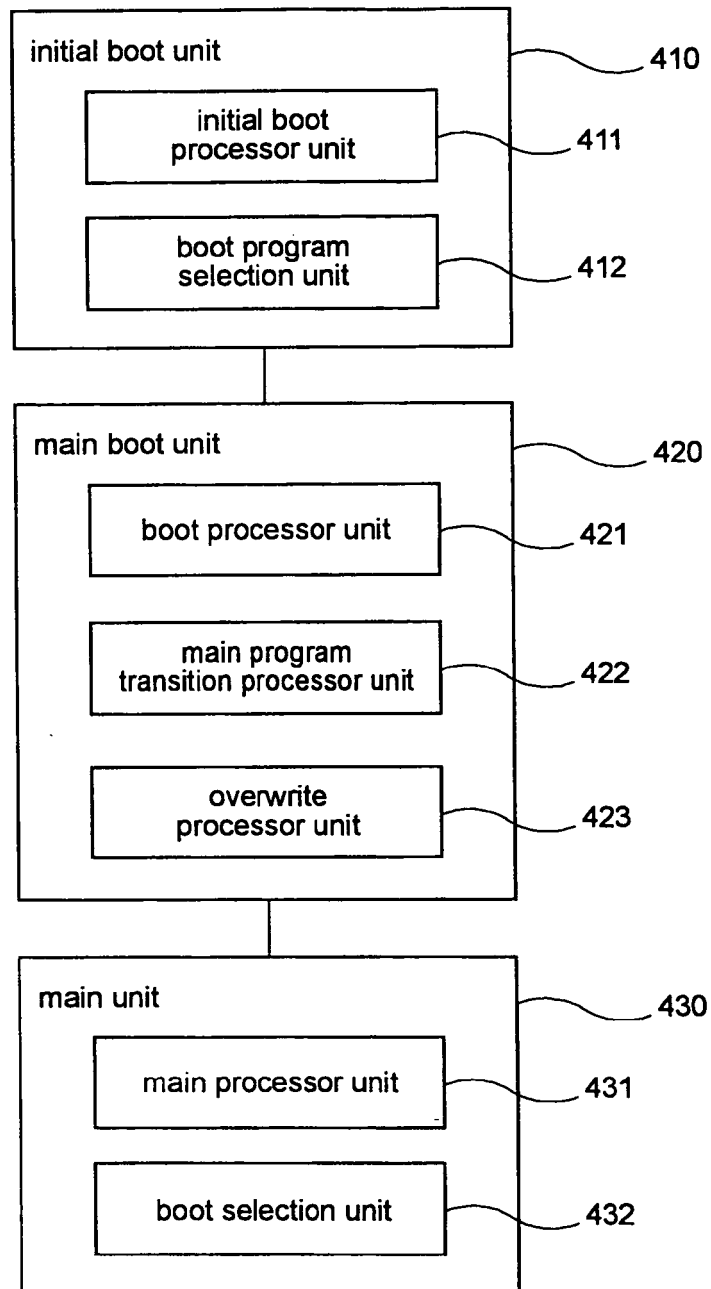 initial boot unit
410
initial boot
processor unit
411
boot program
selection unit
412
main boot unit
420
boot processor unit
421
main program
transition processor unit
422
overwrite
processor unit
423
main unit
430
main processor unit
431
boot selection unit
432